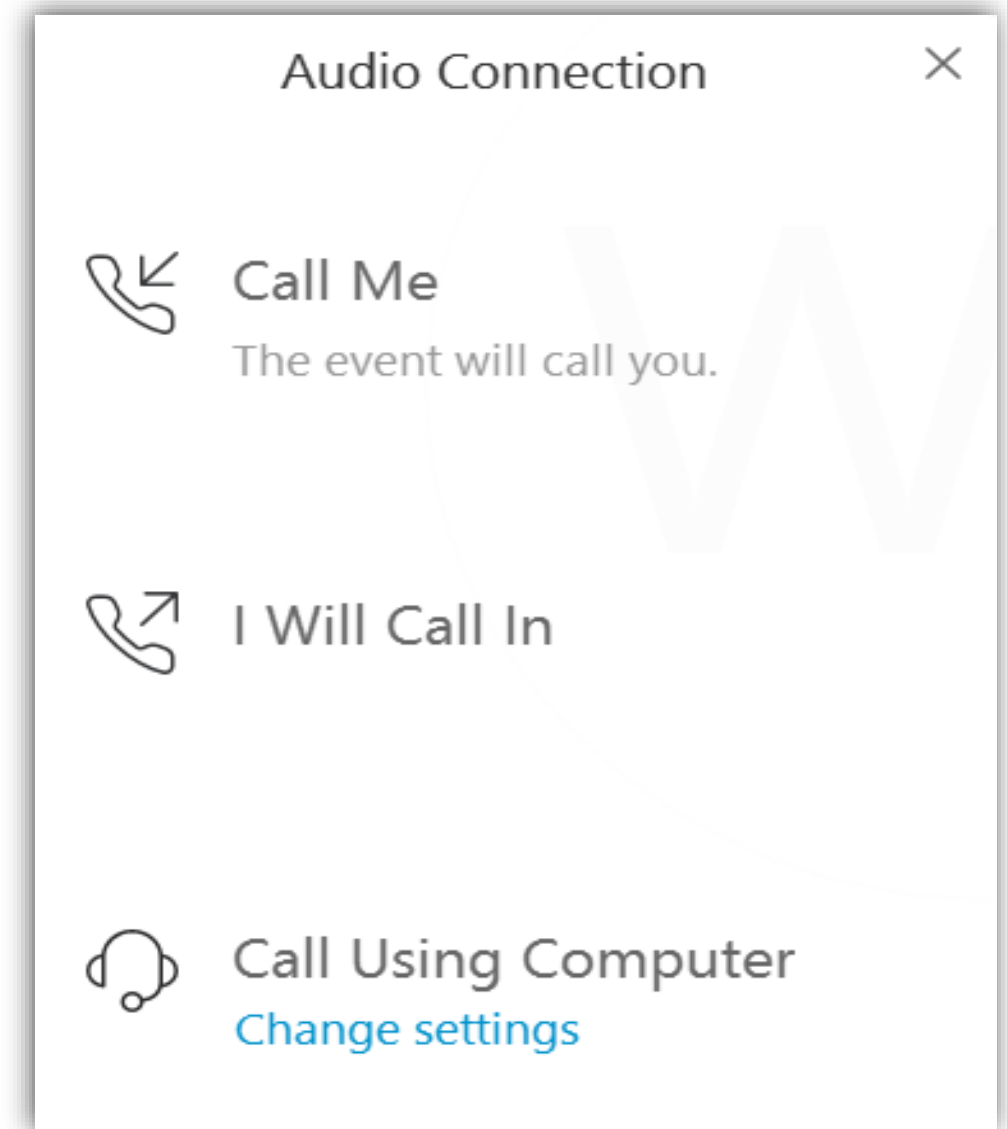 Audio Connection
Call Me
The event will call you.
I Will Call In
Call Using Computer
Change settings